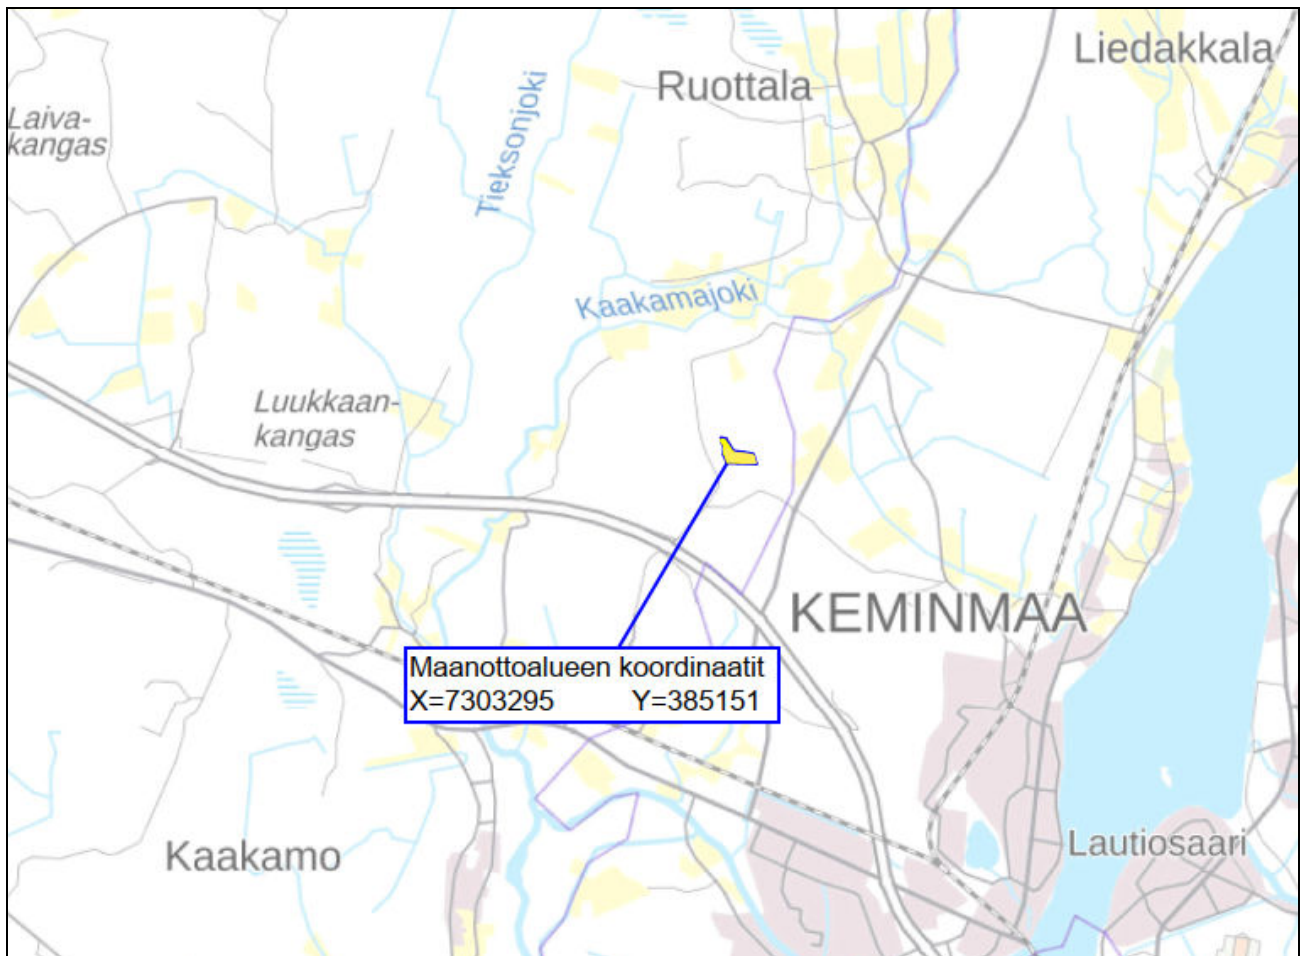 Liedakkala
Ruottala
Laiva-
kangas
Tieksonjoki
Kaakamajoki
Luukkaan-
kangas
KEMINMAA
Maanottoalueen koordinaatit
X=7303295 Y=385151
Kaakamo
Lautiosaari